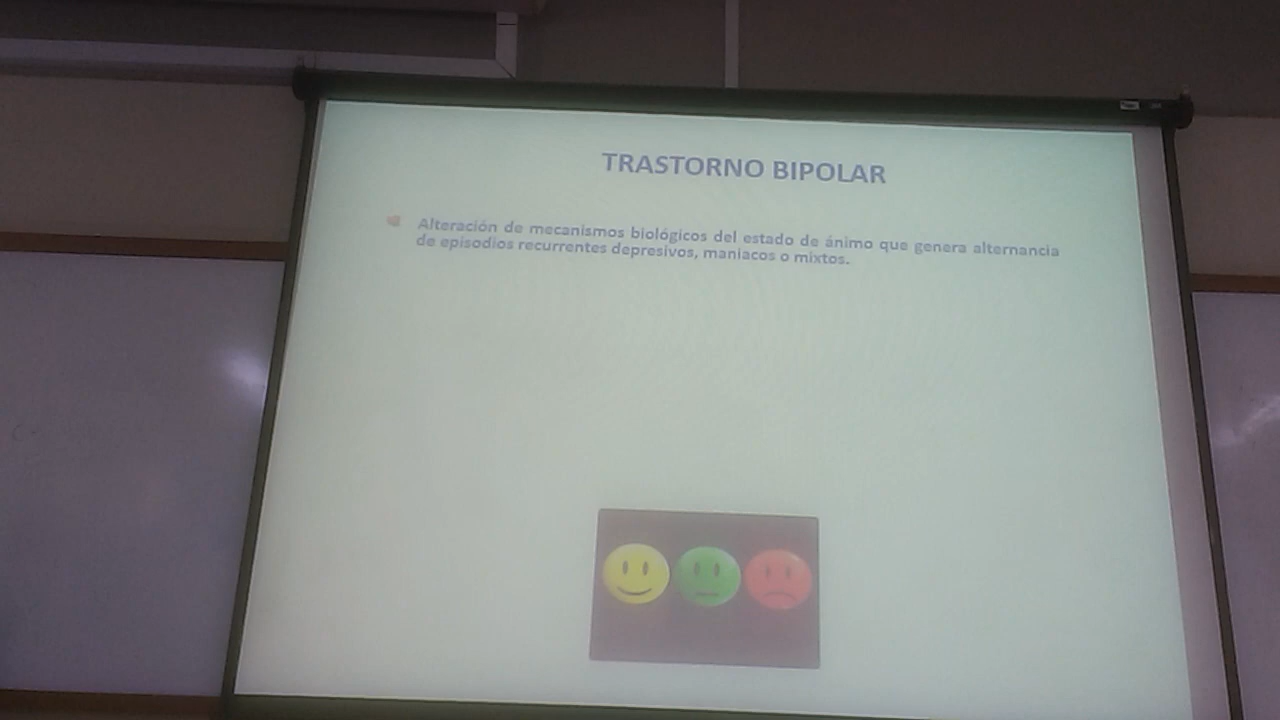 TRASTORNO BIPOLAR
Alteración de mecanismos biológicos del estado de ánimo que genera alternancia
de episodios recurrentes depresivos, maniacos o mixtos.